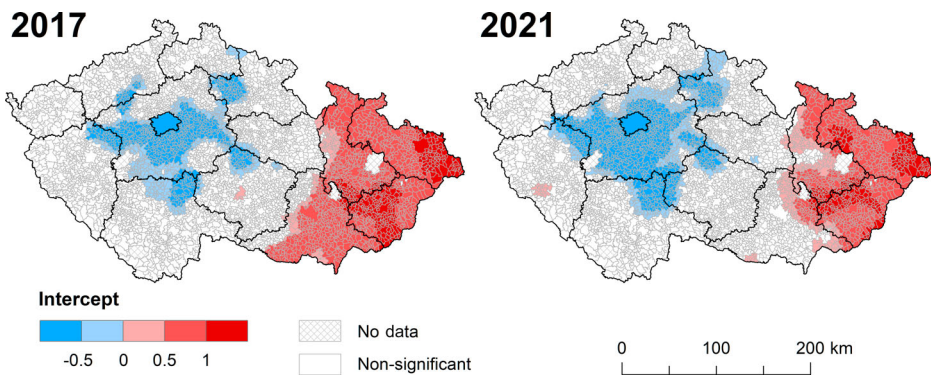 2017
2021
Intercept
-0.5 0 0.5 1
No data
Non-significant
0 100 200 km